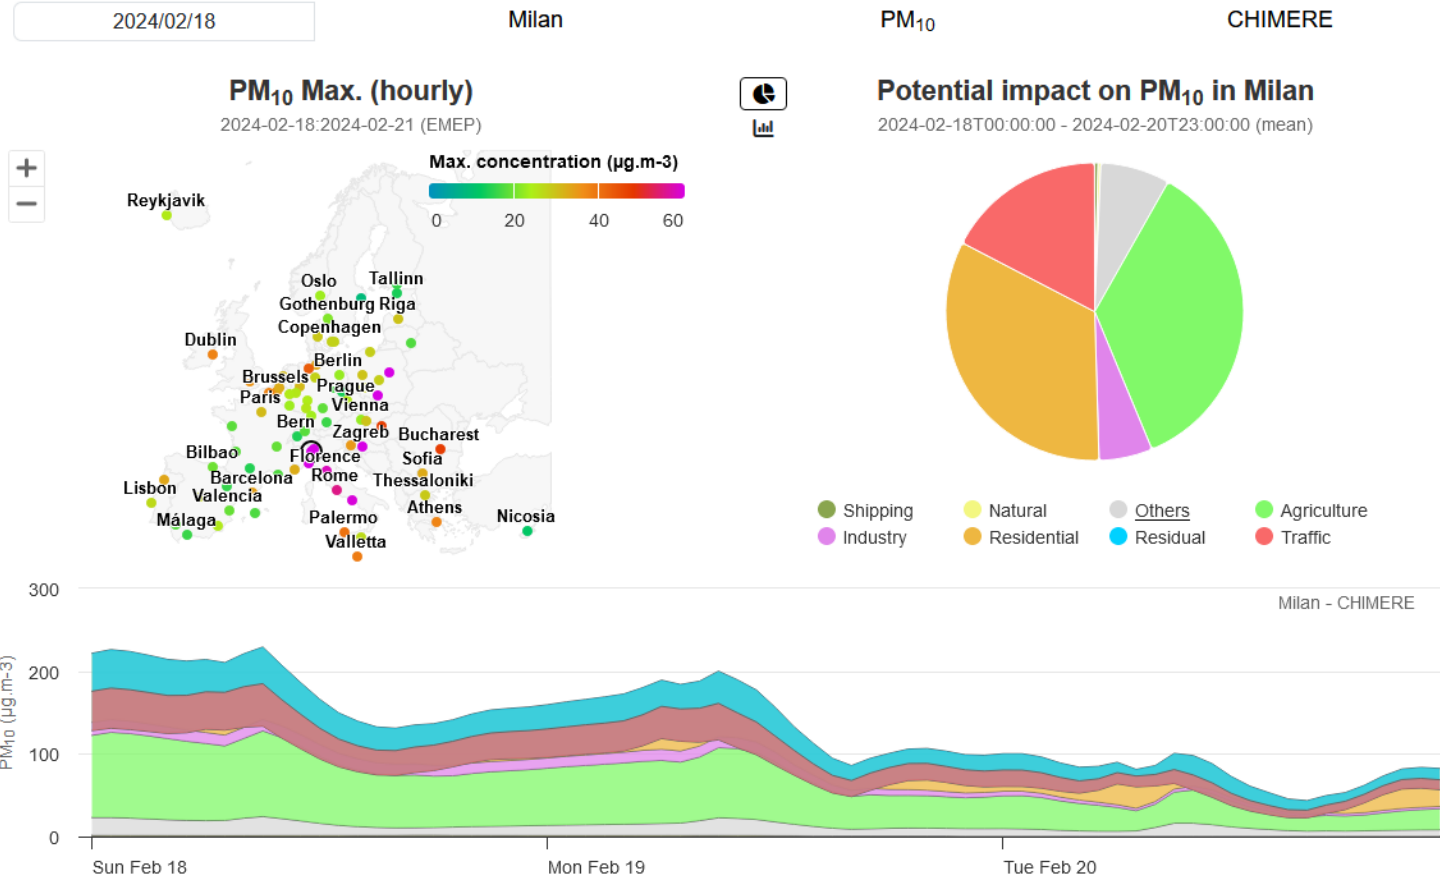 2024/02/18
Milan
PM10
CHIMERE
PM10 Max. (hourly)
2024-02-18:2024-02-21 (EMEP)
Potential impact on PM10 in Milan
2024-02-18T00:00:00 - 2024-02-20T23:00:00 (mean)
+
−
Max. concentration (µg.m-3)
0 20 40 60
Reykjavik
Oslo
Tallinn
Gothenburg
Riga
Copenhagen
Dublin
Berlin
Brussels
Prague
Paris
Vienna
Bern
Zagreb
Bucharest
Bilbao
Florence
Sofia
Barcelona
Rome
Thessaloniki
Lisbon
Valencia
Athens
Málaga
Palermo
Nicosia
Valletta
Shipping
Natural
Others
Agriculture
Industry
Residential
Residual
Traffic
300
Milan - CHIMERE
200
100
0
PM10 (µg.m-3)
Sun Feb 18
Mon Feb 19
Tue Feb 20